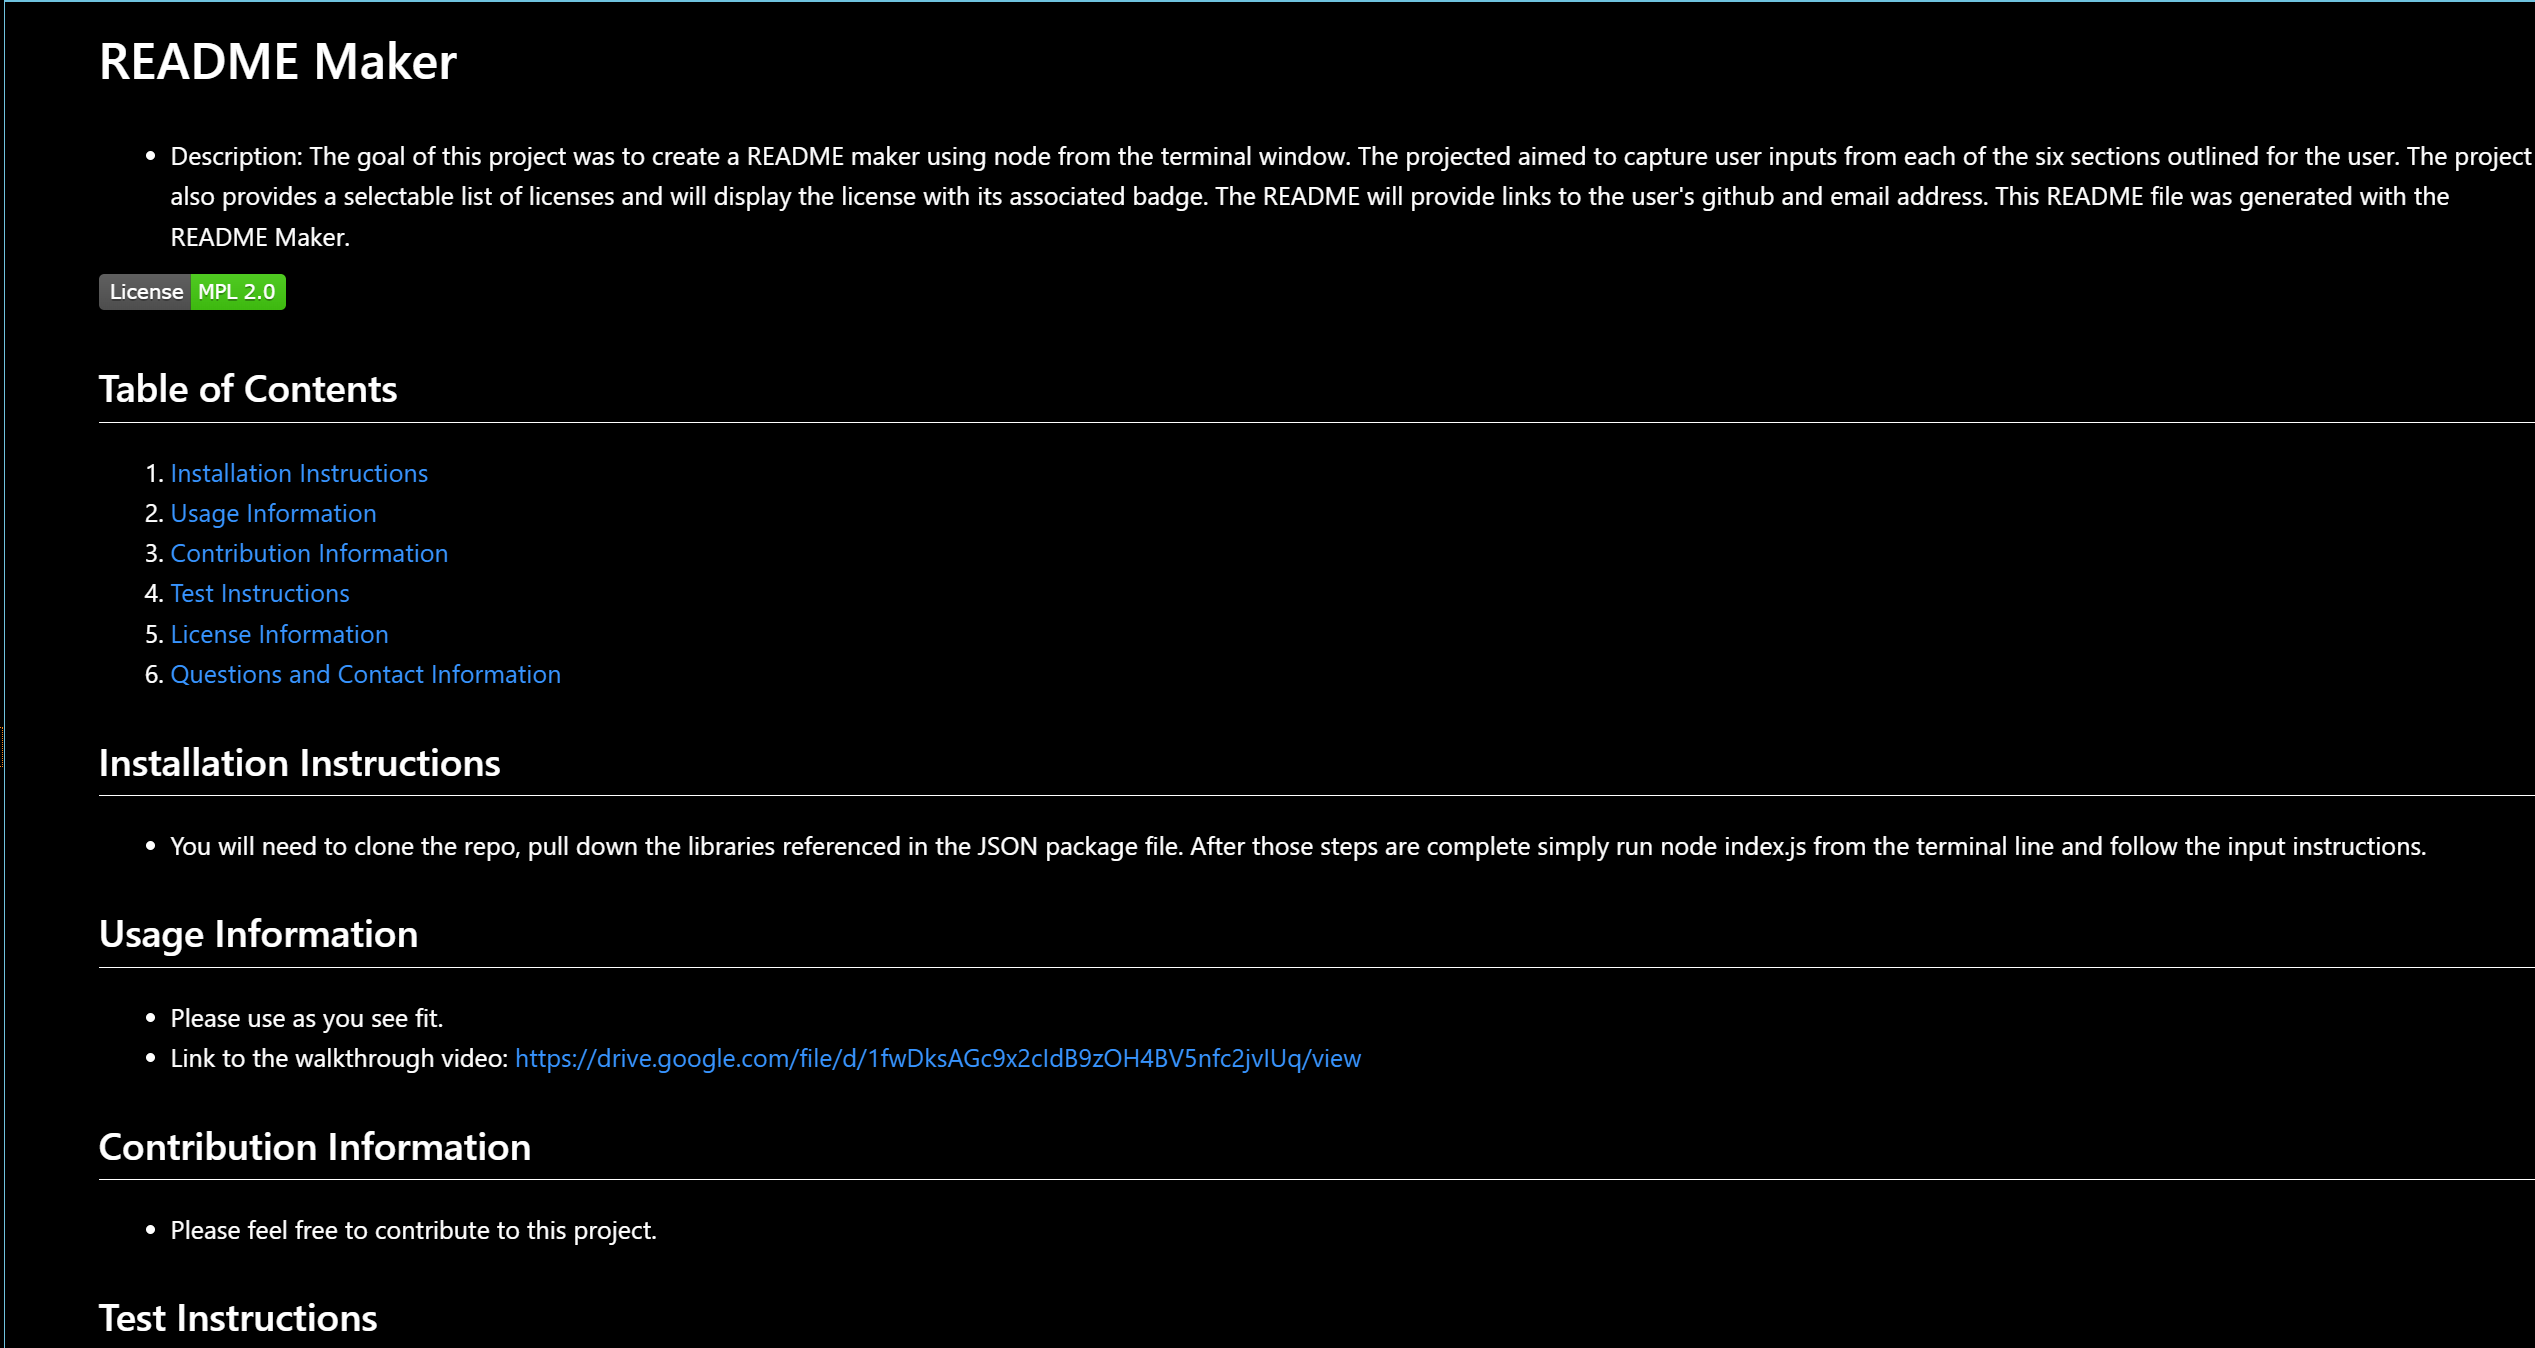 README Maker
• Description: The goal of this project was to create a README maker using node from the terminal window. The projected aimed to capture user inputs from each of the six sections outlined for the user. The project
also provides a selectable list of licenses and will display the license with its associated badge. The README will provide links to the user's github and email address. This README file was generated with the
README Maker.
License MPL 2.0
Table of Contents
1. Installation Instructions
2. Usage Information
3. Contribution Information
4. Test Instructions
5. License Information
6. Questions and Contact Information
Installation Instructions
• You will need to clone the repo, pull down the libraries referenced in the JSON package file. After those steps are complete simply run node index.js from the terminal line and follow the input instructions.
Usage Information
• Please use as you see fit.
• Link to the walkthrough video: https://drive.google.com/file/d/1fwDksAGc9x2cIdB9zOH4BV5nfc2jvIUq/view
Contribution Information
• Please feel free to contribute to this project.
Test Instructions